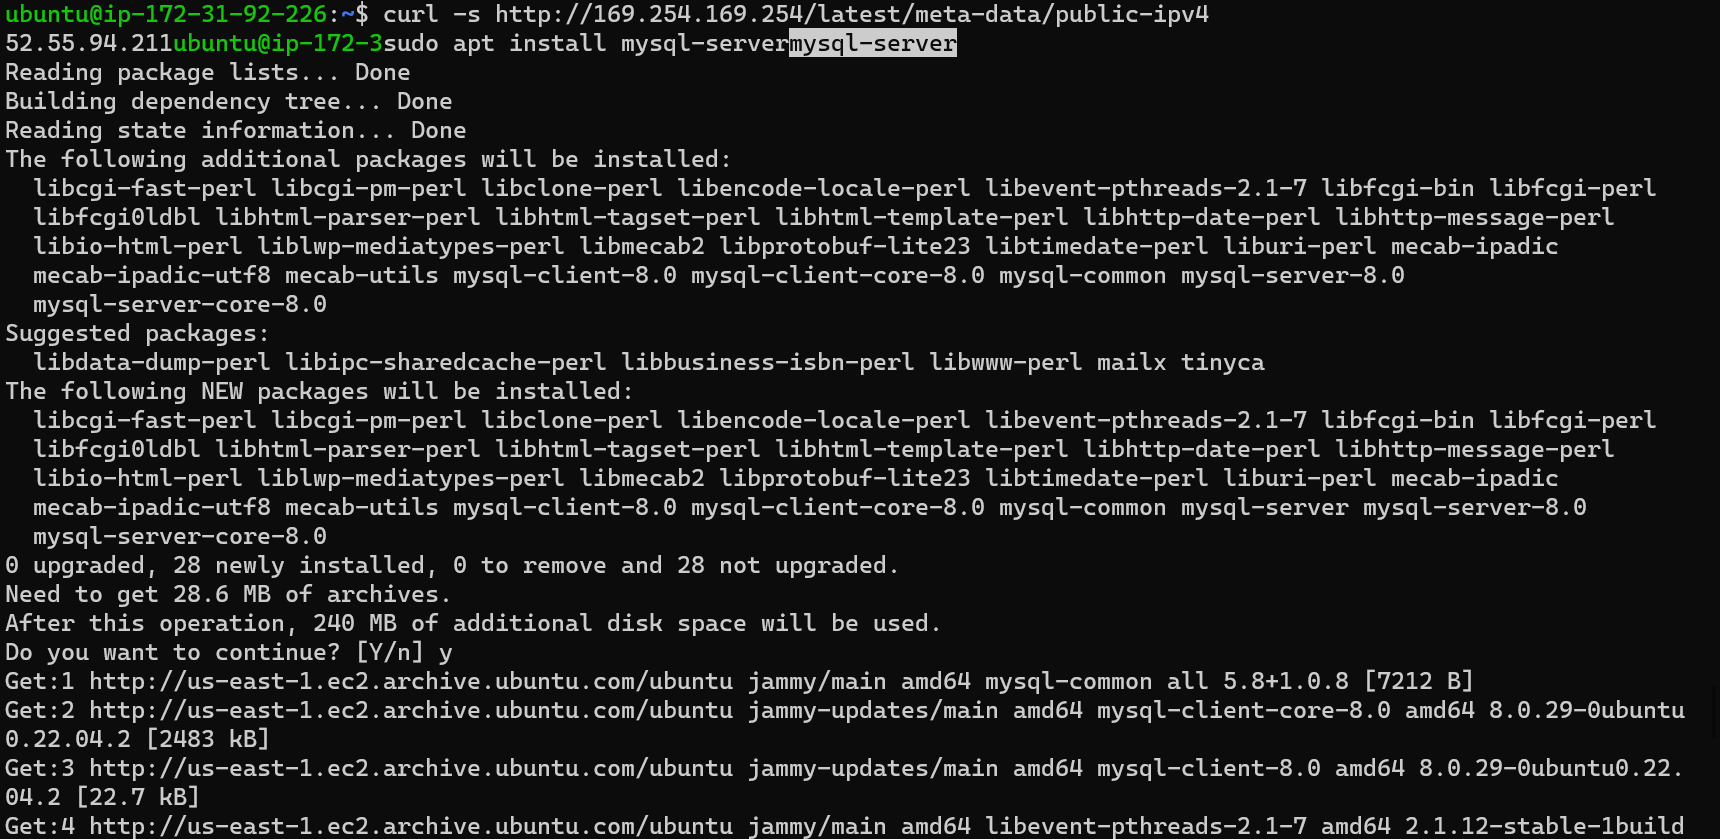 ubuntu@ip-172-31-92-226:~$ curl -s http://169.254.169.254/latest/meta-data/public-ipv4
52.55.94.211ubuntu@ip-172-3sudo apt install mysql-servermysql-server
Reading package lists... Done
Building dependency tree... Done
Reading state information... Done
The following additional packages will be installed:
  libcgi-fast-perl libcgi-pm-perl libclone-perl libencode-locale-perl libevent-pthreads-2.1-7 libfcgi-bin libfcgi-perl
  libfcgi0ldbl libhtml-parser-perl libhtml-tagset-perl libhtml-template-perl libhttp-date-perl libhttp-message-perl
  libio-html-perl liblwp-mediatypes-perl libmecab2 libprotobuf-lite23 libtimedate-perl liburi-perl mecab-ipadic
  mecab-ipadic-utf8 mecab-utils mysql-client-8.0 mysql-client-core-8.0 mysql-common mysql-server-8.0
  mysql-server-core-8.0
Suggested packages:
  libdata-dump-perl libipc-sharedcache-perl libbusiness-isbn-perl libwww-perl mailx tinyca
The following NEW packages will be installed:
  libcgi-fast-perl libcgi-pm-perl libclone-perl libencode-locale-perl libevent-pthreads-2.1-7 libfcgi-bin libfcgi-perl
  libfcgi0ldbl libhtml-parser-perl libhtml-tagset-perl libhtml-template-perl libhttp-date-perl libhttp-message-perl
  libio-html-perl liblwp-mediatypes-perl libmecab2 libprotobuf-lite23 libtimedate-perl liburi-perl mecab-ipadic
  mecab-ipadic-utf8 mecab-utils mysql-client-8.0 mysql-client-core-8.0 mysql-common mysql-server mysql-server-8.0
  mysql-server-core-8.0
0 upgraded, 28 newly installed, 0 to remove and 28 not upgraded.
Need to get 28.6 MB of archives.
After this operation, 240 MB of additional disk space will be used.
Do you want to continue? [Y/n] y
Get:1 http://us-east-1.ec2.archive.ubuntu.com/ubuntu jammy/main amd64 mysql-common all 5.8+1.0.8 [7212 B]
Get:2 http://us-east-1.ec2.archive.ubuntu.com/ubuntu jammy-updates/main amd64 mysql-client-core-8.0 amd64 8.0.29-0ubuntu
0.22.04.2 [2483 kB]
Get:3 http://us-east-1.ec2.archive.ubuntu.com/ubuntu jammy-updates/main amd64 mysql-client-8.0 amd64 8.0.29-0ubuntu0.22.
04.2 [22.7 kB]
Get:4 http://us-east-1.ec2.archive.ubuntu.com/ubuntu jammy/main amd64 libevent-pthreads-2.1-7 amd64 2.1.12-stable-1build